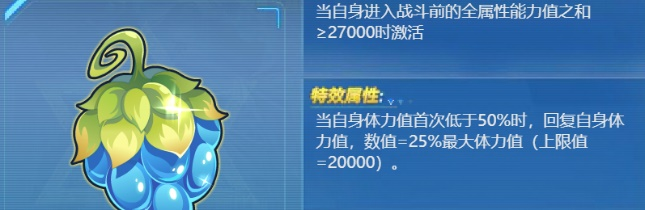 当自身进入战斗前的全属性能力值之和
≥27000时激活
特效属性:
当自身体力值首次低于50%时，回复自身体
力值，数值=25%最大体力值（上限值
=20000）。